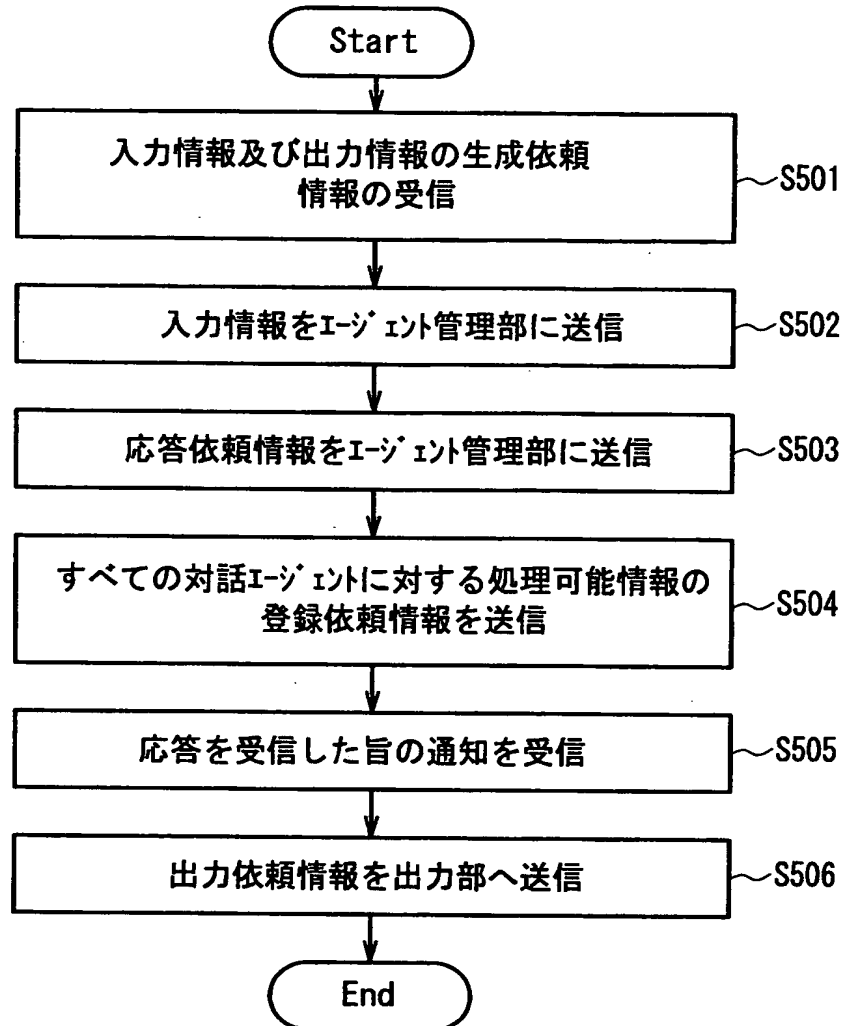 Start
入力情報及び出力情報の生成依頼
情報の受信
S501
入力情報をｴｰｼﾞｪﾝﾄ管理部に送信
S502
応答依頼情報をｴｰｼﾞｪﾝﾄ管理部に送信
S503
すべての対話ｴｰｼﾞｪﾝﾄに対する処理可能情報の
登録依頼情報を送信
S504
応答を受信した旨の通知を受信
S505
出力依頼情報を出力部へ送信
S506
End